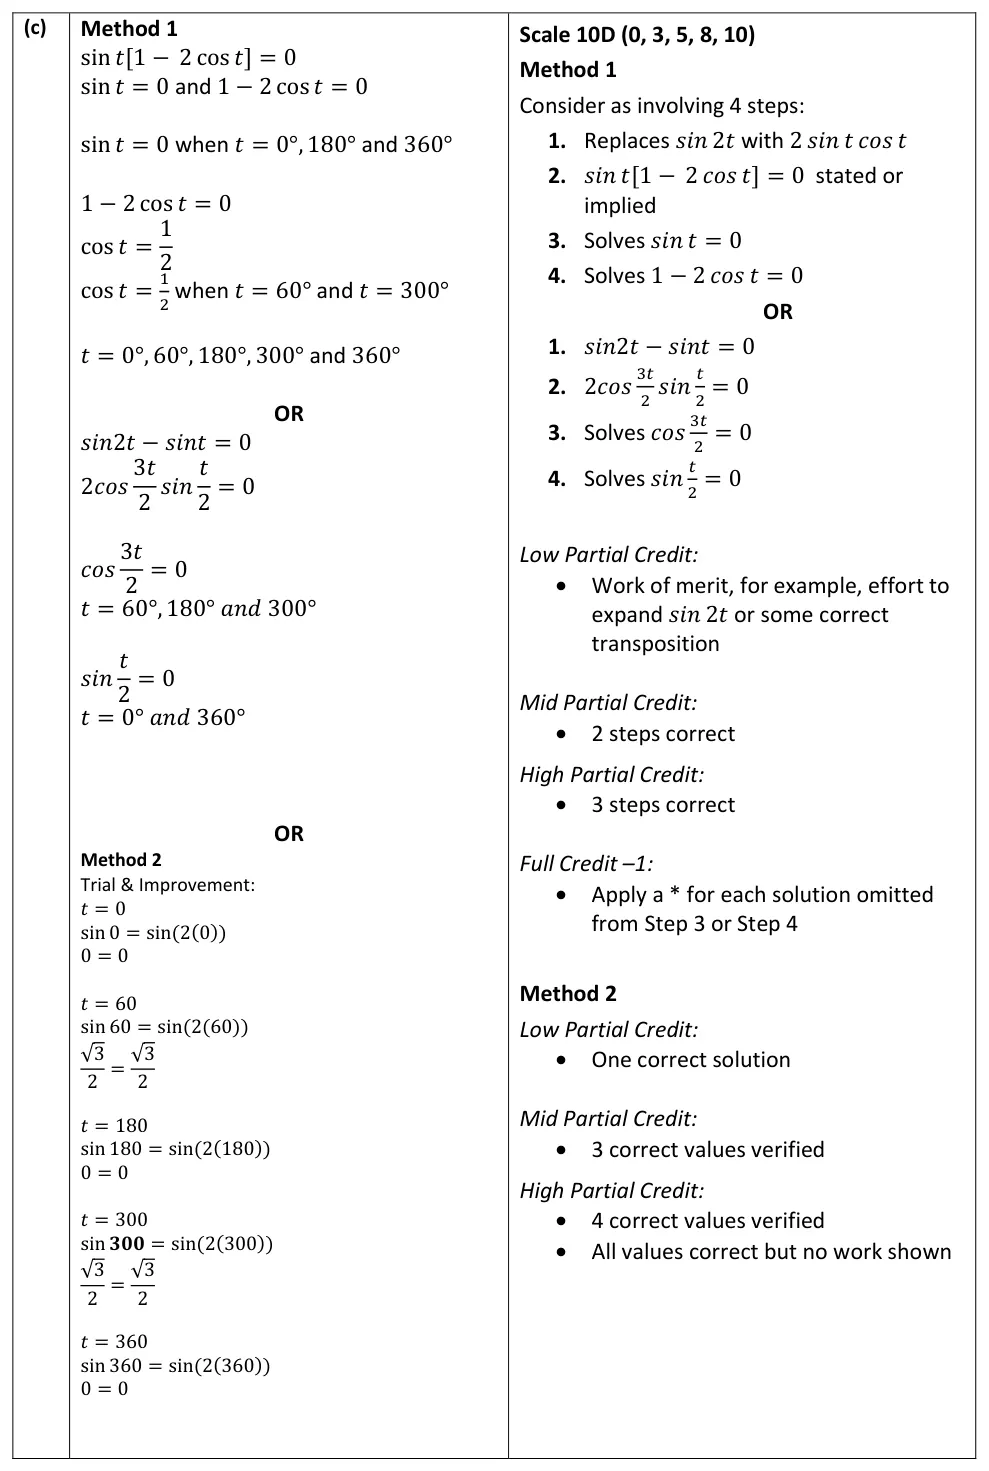 (c)
Method 1
sin 𝑡[1 − 2 cos 𝑡] = 0
sin 𝑡 = 0 and 1 − 2 cos 𝑡 = 0
sin 𝑡 = 0 when 𝑡 = 0°, 180° and 360°
1 − 2 cos 𝑡 = 0
cos 𝑡 = 1/2
cos 𝑡 = 1/2 when 𝑡 = 60° and 𝑡 = 300°
𝑡 = 0°, 60°, 180°, 300° and 360°
OR
𝑠𝑖𝑛2𝑡 − 𝑠𝑖𝑛𝑡 = 0
2𝑐𝑜𝑠 3𝑡/2 𝑠𝑖𝑛 𝑡/2 = 0
𝑐𝑜𝑠 3𝑡/2 = 0
𝑡 = 60°, 180° 𝑎𝑛𝑑 300°
𝑠𝑖𝑛 𝑡/2 = 0
𝑡 = 0° 𝑎𝑛𝑑 360°
OR
Method 2
Trial & Improvement:
𝑡 = 0
sin 0 = sin(2(0))
0 = 0
𝑡 = 60
sin 60 = sin(2(60))
√3/2 = √3/2
𝑡 = 180
sin 180 = sin(2(180))
0 = 0
𝑡 = 300
sin 300 = sin(2(300))
√3/2 = √3/2
𝑡 = 360
sin 360 = sin(2(360))
0 = 0
Scale 10D (0, 3, 5, 8, 10)
Method 1
Consider as involving 4 steps:
1. Replaces 𝑠𝑖𝑛 2𝑡 with 2 𝑠𝑖𝑛 𝑡 𝑐𝑜𝑠 𝑡
2. 𝑠𝑖𝑛 𝑡[1 − 2 𝑐𝑜𝑠 𝑡] = 0 stated or
implied
3. Solves 𝑠𝑖𝑛 𝑡 = 0
4. Solves 1 − 2 𝑐𝑜𝑠 𝑡 = 0
OR
1. 𝑠𝑖𝑛2𝑡 − 𝑠𝑖𝑛𝑡 = 0
2. 2𝑐𝑜𝑠 3𝑡/2 𝑠𝑖𝑛 𝑡/2 = 0
3. Solves 𝑐𝑜𝑠 3𝑡/2 = 0
4. Solves 𝑠𝑖𝑛 𝑡/2 = 0
Low Partial Credit:
• Work of merit, for example, effort to
expand 𝑠𝑖𝑛 2𝑡 or some correct
transposition
Mid Partial Credit:
• 2 steps correct
High Partial Credit:
• 3 steps correct
Full Credit –1:
• Apply a * for each solution omitted
from Step 3 or Step 4
Method 2
Low Partial Credit:
• One correct solution
Mid Partial Credit:
• 3 correct values verified
High Partial Credit:
• 4 correct values verified
• All values correct but no work shown